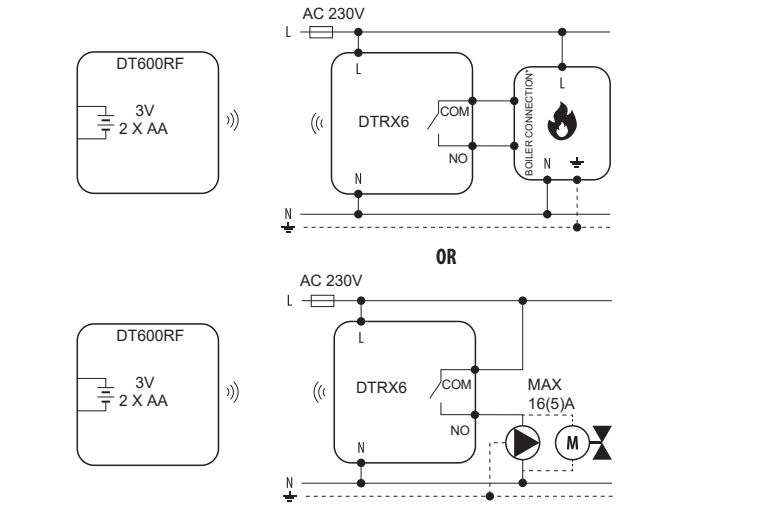 AC 230V
L
DT600RF
3V
2 X AA
L
DTRX6
COM
NO
N
BOILER CONNECTION*
L
N
N
OR
AC 230V
L
DT600RF
3V
2 X AA
L
DTRX6
COM
NO
N
MAX
16(5)A
M
N